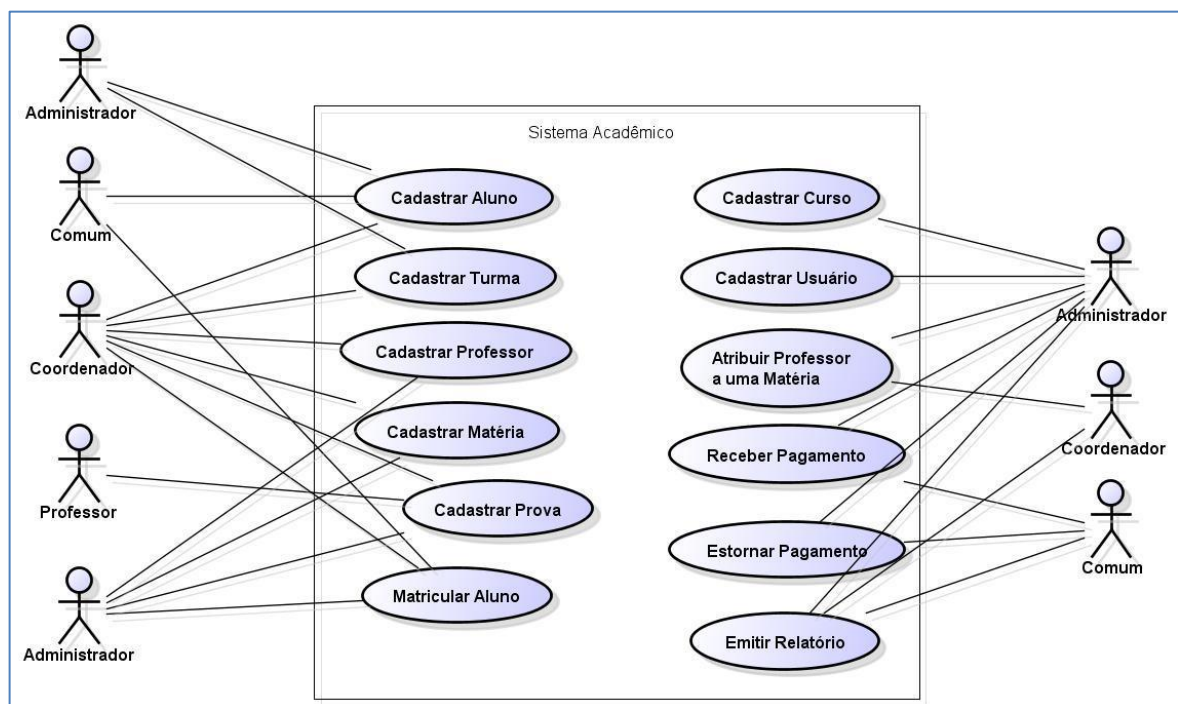 Sistema Acadêmico
Administrador
Comum
Coordenador
Professor
Administrador
Cadastrar Aluno
Cadastrar Turma
Cadastrar Professor
Cadastrar Matéria
Cadastrar Prova
Matricular Aluno
Cadastrar Curso
Cadastrar Usuário
Atribuir Professor
a uma Matéria
Receber Pagamento
Estornar Pagamento
Emitir Relatório
Administrador
Coordenador
Comum